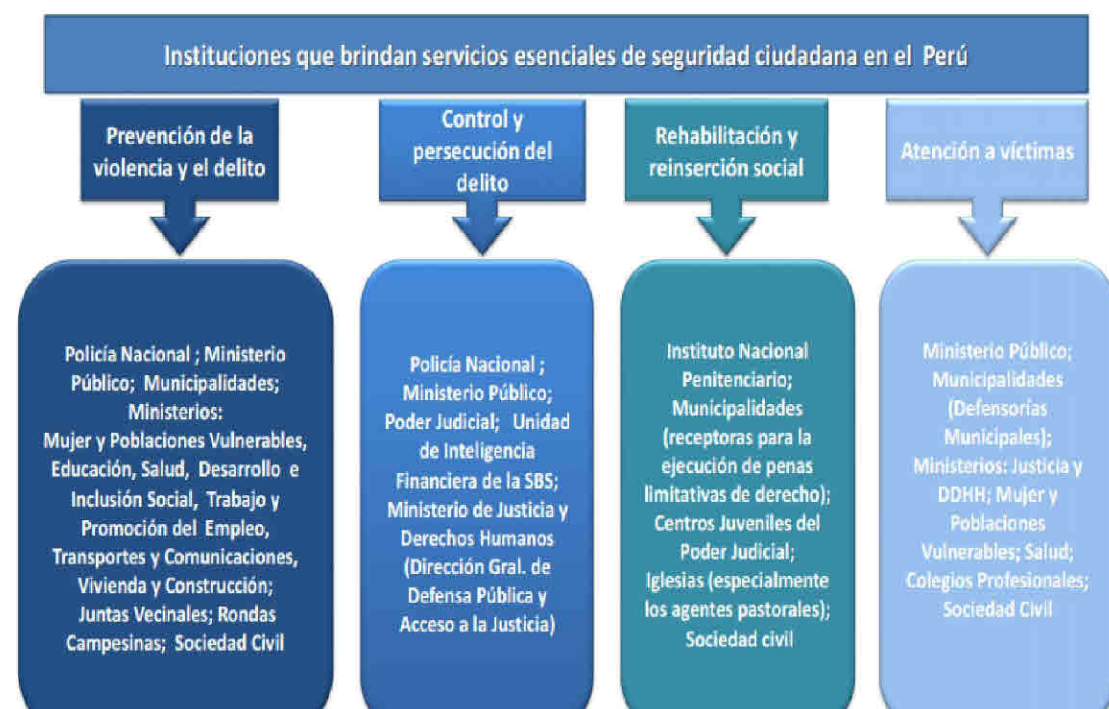 Instituciones que brindan servicios esenciales de seguridad ciudadana en el Perú
Prevención de la
violencia y el delito
Control y
persecución del
delito
Rehabilitación y
reinserción social
Atención a víctimas
Policía Nacional ; Ministerio
Público; Municipalidades;
Ministerios:
Mujer y Poblaciones Vulnerables,
Educación, Salud, Desarrollo e
Inclusión Social, Trabajo y
Promoción del Empleo,
Transportes y Comunicaciones,
Vivienda y Construcción;
Juntas Vecinales; Rondas
Campesinas; Sociedad Civil
Policía Nacional ;
Ministerio Público;
Poder Judicial; Unidad
de Inteligencia
Financiera de la SBS;
Ministerio de Justicia y
Derechos Humanos
(Dirección Gral. de
Defensa Pública y
Acceso a la Justicia)
Instituto Nacional
Penitenciario;
Municipalidades
(receptoras para la
ejecución de penas
limitativas de derecho);
Centros Juveniles del
Poder Judicial;
Iglesias (especialmente
los agentes pastorales);
Sociedad civil
Ministerio Público;
Municipalidades
(Defensorías
Municipales);
Ministerios: Justicia y
DDHH; Mujer y
Poblaciones
Vulnerables; Salud;
Colegios Profesionales;
Sociedad Civil